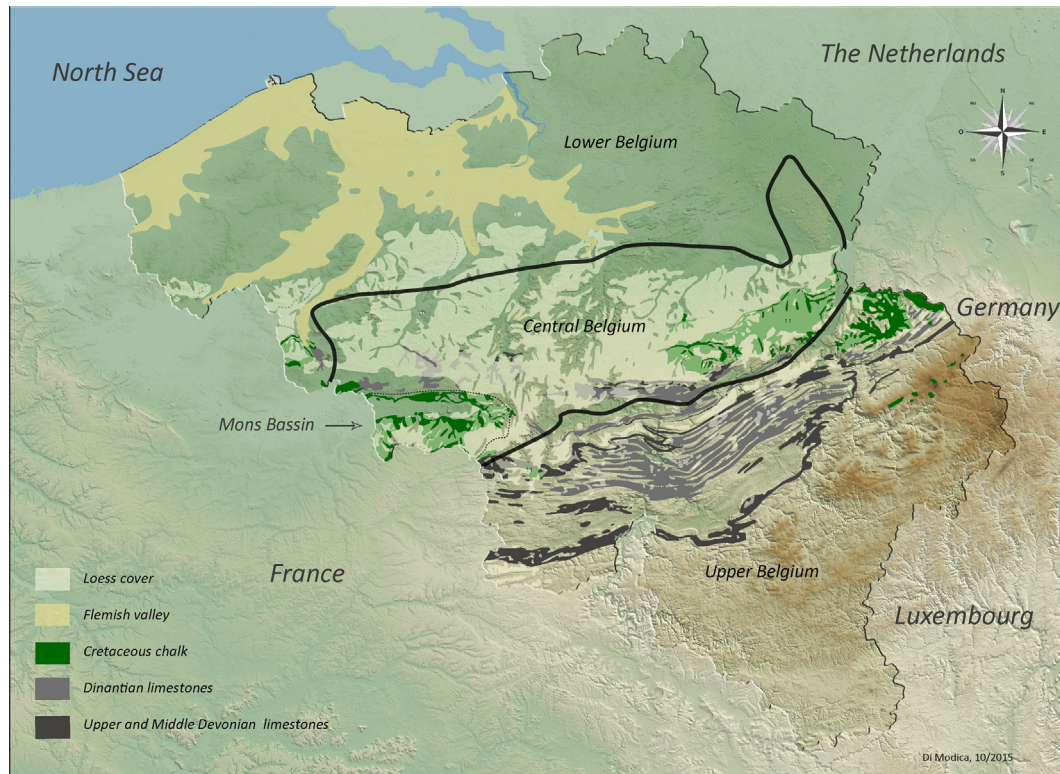 North Sea
The Netherlands
N
O
E
S
Lower Belgium
Germany
Central Belgium
Mons Bassin
France
Upper Belgium
Luxembourg
Loess cover
Flemish valley
Cretaceous chalk
Dinantian limestones
Upper and Middle Devonian limestones
Di Modica, 10/2015